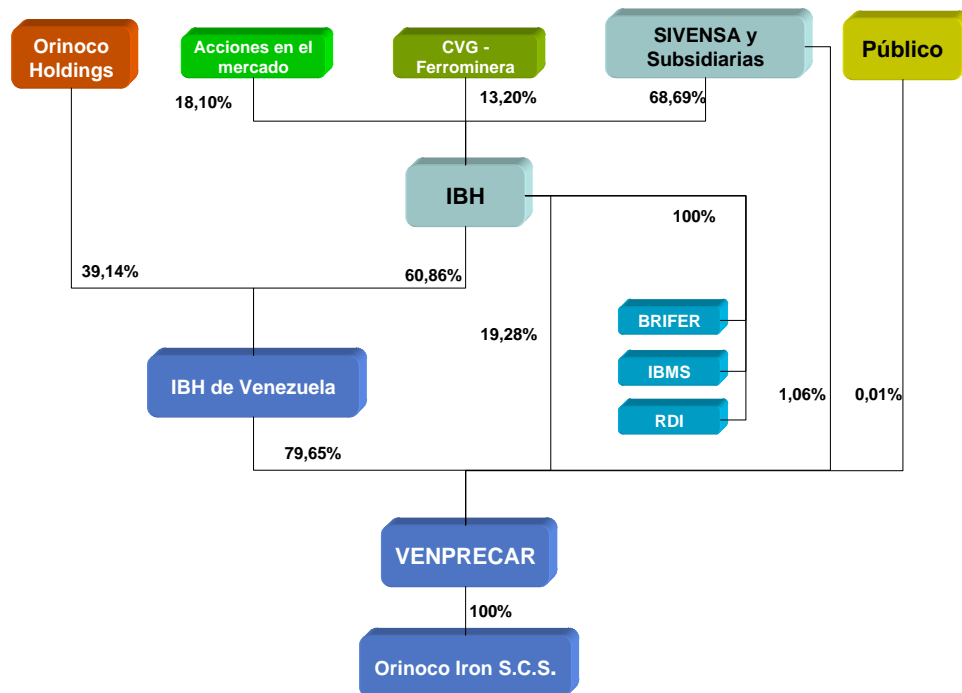 Orinoco
Holdings
Acciones en el
mercado
CVG -
Ferrominera
SIVENSA y
Subsidiarias
Público
18,10%
13,20%
68,69%
IBH
100%
39,14%
60,86%
BRIFER
19,28%
IBMS
IBH de Venezuela
1,06%
0,01%
RDI
79,65%
VENPRECAR
100%
Orinoco Iron S.C.S.